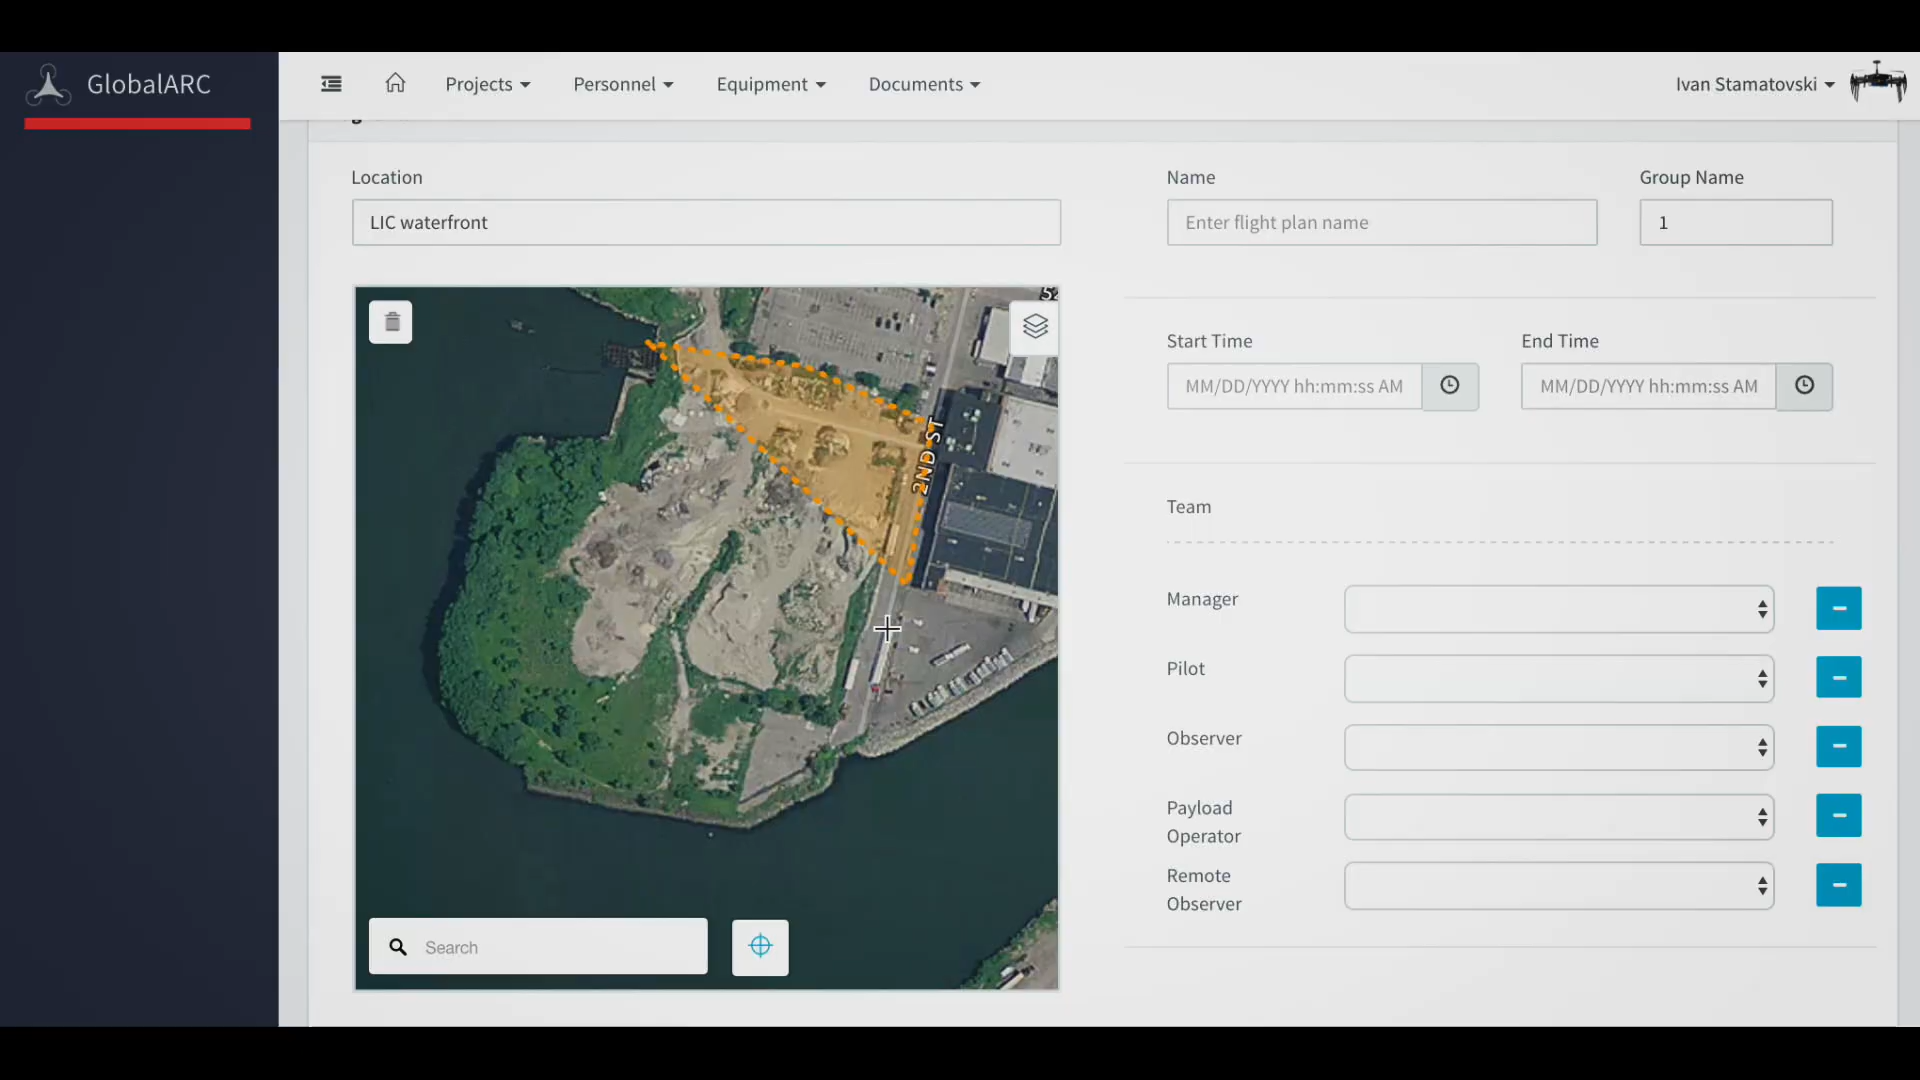 GlobalARC
Projects
Personnel
Equipment
Documents
Ivan Stamatovski
Location
LIC waterfront
Name
Group Name
Enter flight plan name
1
Start Time
End Time
MM/DD/YYYY hh:mm:ss AM
MM/DD/YYYY hh:mm:ss AM
2ND ST
Team
Manager
Pilot
Observer
Payload
Operator
Remote
Observer
Search